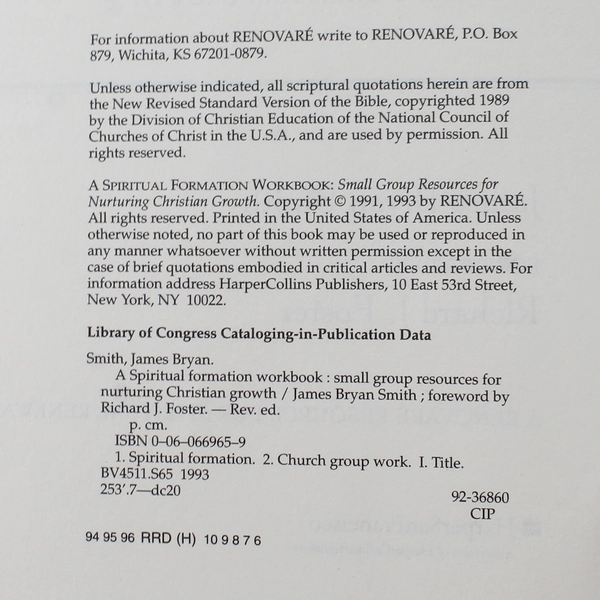 For information about RENOVARÉ write to RENOVARÉ, P.O. Box
879, Wichita, KS 67201-0879.
Unless otherwise indicated, all scriptural quotations herein are from
the New Revised Standard Version of the Bible, copyrighted 1989
by the Division of Christian Education of the National Council of
Churches of Christ in the U.S.A., and are used by permission. All
rights reserved.
A SPIRITUAL FORMATION WORKBOOK: Small Group Resources for
Nurturing Christian Growth. Copyright © 1991, 1993 by RENOVARÉ.
All rights reserved. Printed in the United States of America. Unless
otherwise noted, no part of this book may be used or reproduced in
any manner whatsoever without written permission except in the
case of brief quotations embodied in critical articles and reviews. For
information address HarperCollins Publishers, 10 East 53rd Street,
New York, NY 10022.
Library of Congress Cataloging-in-Publication Data
Smith, James Bryan.
A Spiritual formation workbook : small group resources for
nurturing Christian growth / James Bryan Smith ; foreword by
Richard J. Foster. — Rev. ed.
p. cm.
ISBN 0–06–066965–9
1. Spiritual formation. 2. Church group work. I. Title.
BV4511.S65 1993
253'.7—dc20
92-36860
CIP
94 95 96 RRD (H) 10 9 8 7 6